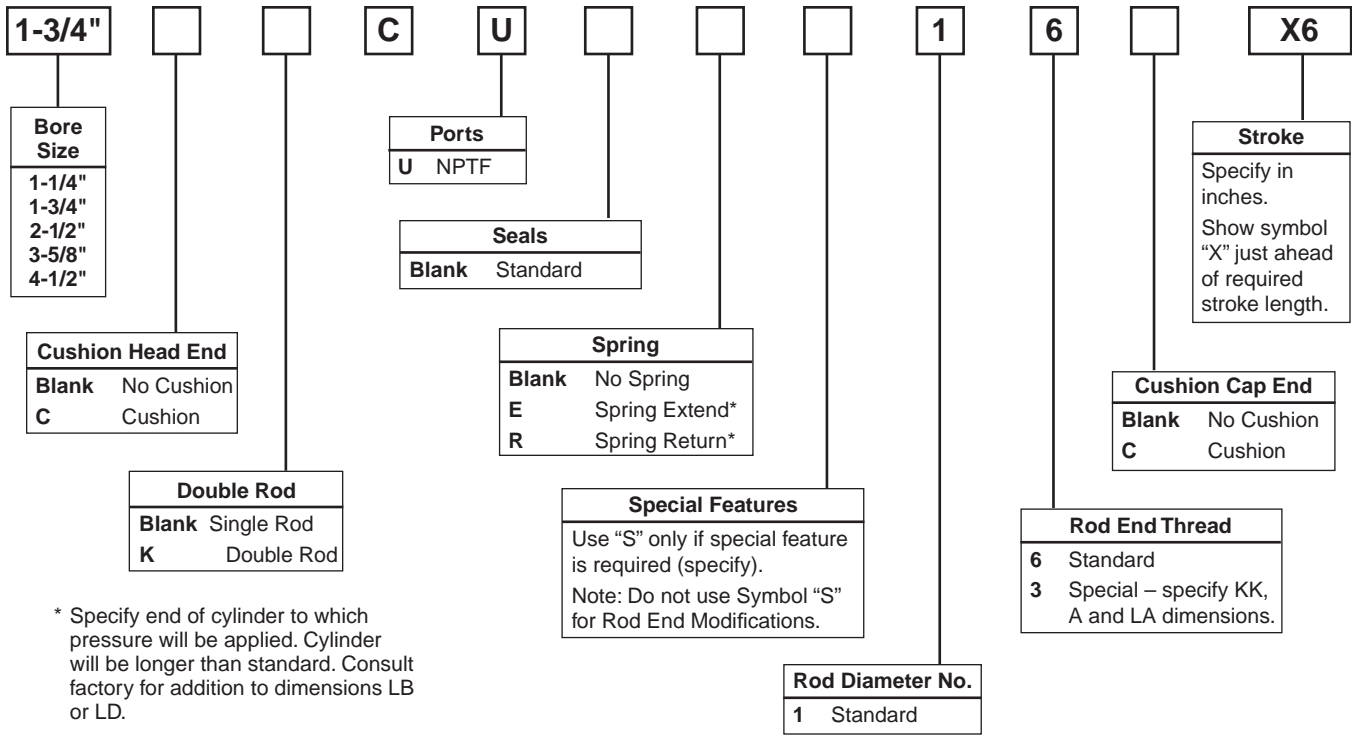 1-3/4" C U 1 6 X6
Bore
Size
1-1/4"
1-3/4"
2-1/2"
3-5/8"
4-1/2"
Ports
U NPTF
Stroke
Specify in
inches.
Show symbol
“X” just ahead
of required
stroke length.
Seals
Blank Standard
Cushion Head End
Blank No Cushion
C Cushion
Spring
Blank No Spring
E Spring Extend*
R Spring Return*
Cushion Cap End
Blank No Cushion
C Cushion
Double Rod
Blank Single Rod
K Double Rod
Special Features
Use “S” only if special feature
is required (specify).
Note: Do not use Symbol “S”
for Rod End Modifications.
Rod End Thread
6 Standard
3 Special – specify KK,
A and LA dimensions.
* Specify end of cylinder to which
pressure will be applied. Cylinder
will be longer than standard. Consult
factory for addition to dimensions LB
or LD.
Rod Diameter No.
1 Standard